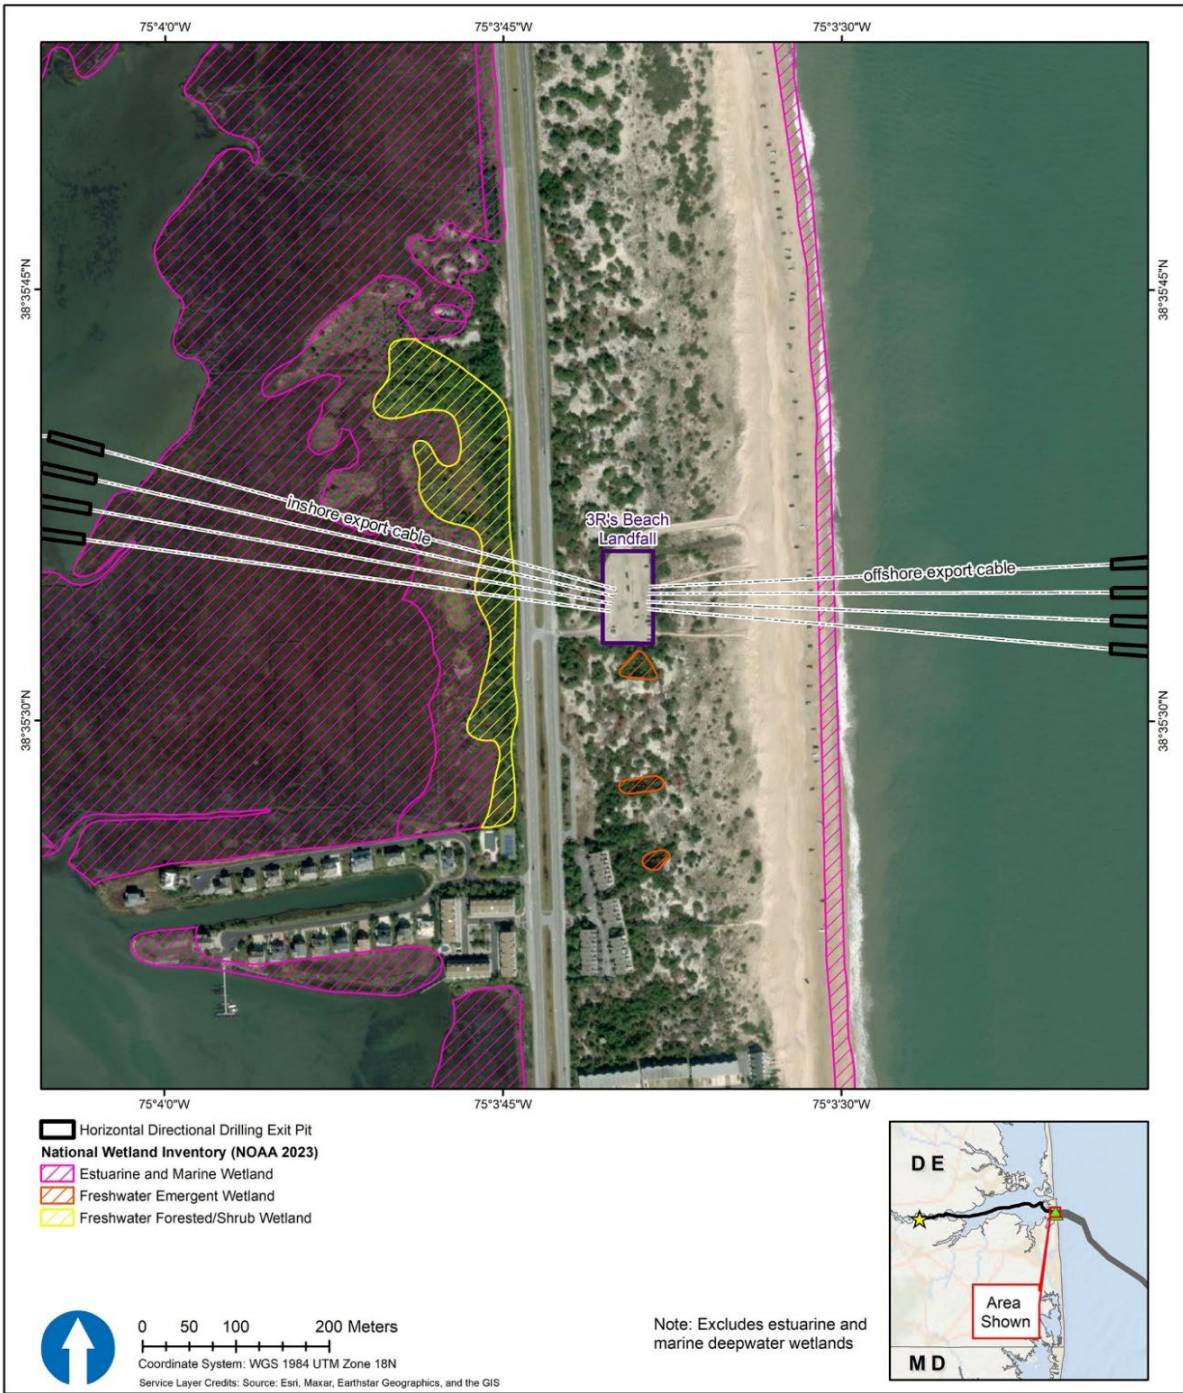 75°4'0"W
75°3'45"W
75°3'30"W
38°35'45"N
38°35'45"N
inshore export cable
3R's Beach
Landfall
offshore export cable
38°35'30"N
38°35'30"N
75°4'0"W
75°3'45"W
75°3'30"W
Horizontal Directional Drilling Exit Pit
National Wetland Inventory (NOAA 2023)
Estuarine and Marine Wetland
Freshwater Emergent Wetland
Freshwater Forested/Shrub Wetland
0 50 100 200 Meters
Coordinate System: WGS 1984 UTM Zone 18N
Service Layer Credits: Source: Esri, Maxar, Earthstar Geographics, and the GIS
Note: Excludes estuarine and
marine deepwater wetlands
DE
Area
Shown
MD